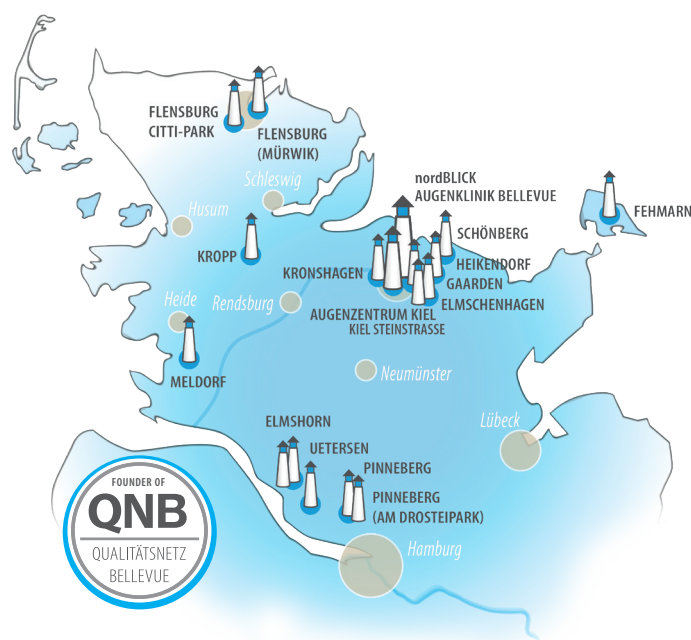 FLENSBURG
CITTI-PARK
FLENSBURG
(MÜRWIK)
Schleswig
nordBLICK
AUGENKLINIK BELLEVUE
Husum
FEHMARN
SCHÖNBERG
KROPP
HEIKENDORF
KRONSHAGEN
GAARDEN
Heide
Rendsburg
ELMSCHENHAGEN
AUGENZENTRUM KIEL
KIEL STEINSTRASSE
MELDORF
Neumünster
ELMSHORN
Lübeck
UETERSEN
PINNEBERG
PINNEBERG
(AM DROSTEIPARK)
FOUNDER OF
QNB
QUALITÄTSNETZ
BELLEVUE
Hamburg